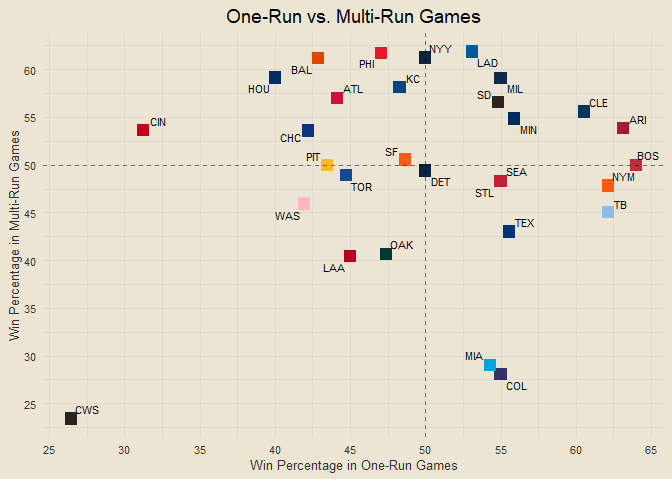 One-Run vs. Multi-Run Games
Win Percentage in Multi-Run Games
60
55
50
45
40
35
30
25
BAL
PHI
NYY
LAD
HOU
ATL
KC
SD
MIL
CLE
CIN
CHC
MIN
ARI
PIT
SF
BOS
TOR
DET
SEA
STL
NYM
WAS
TB
TEX
LAA
OAK
MIA
COL
CWS
25 30 35 40 45 50 55 60 65
Win Percentage in One-Run Games